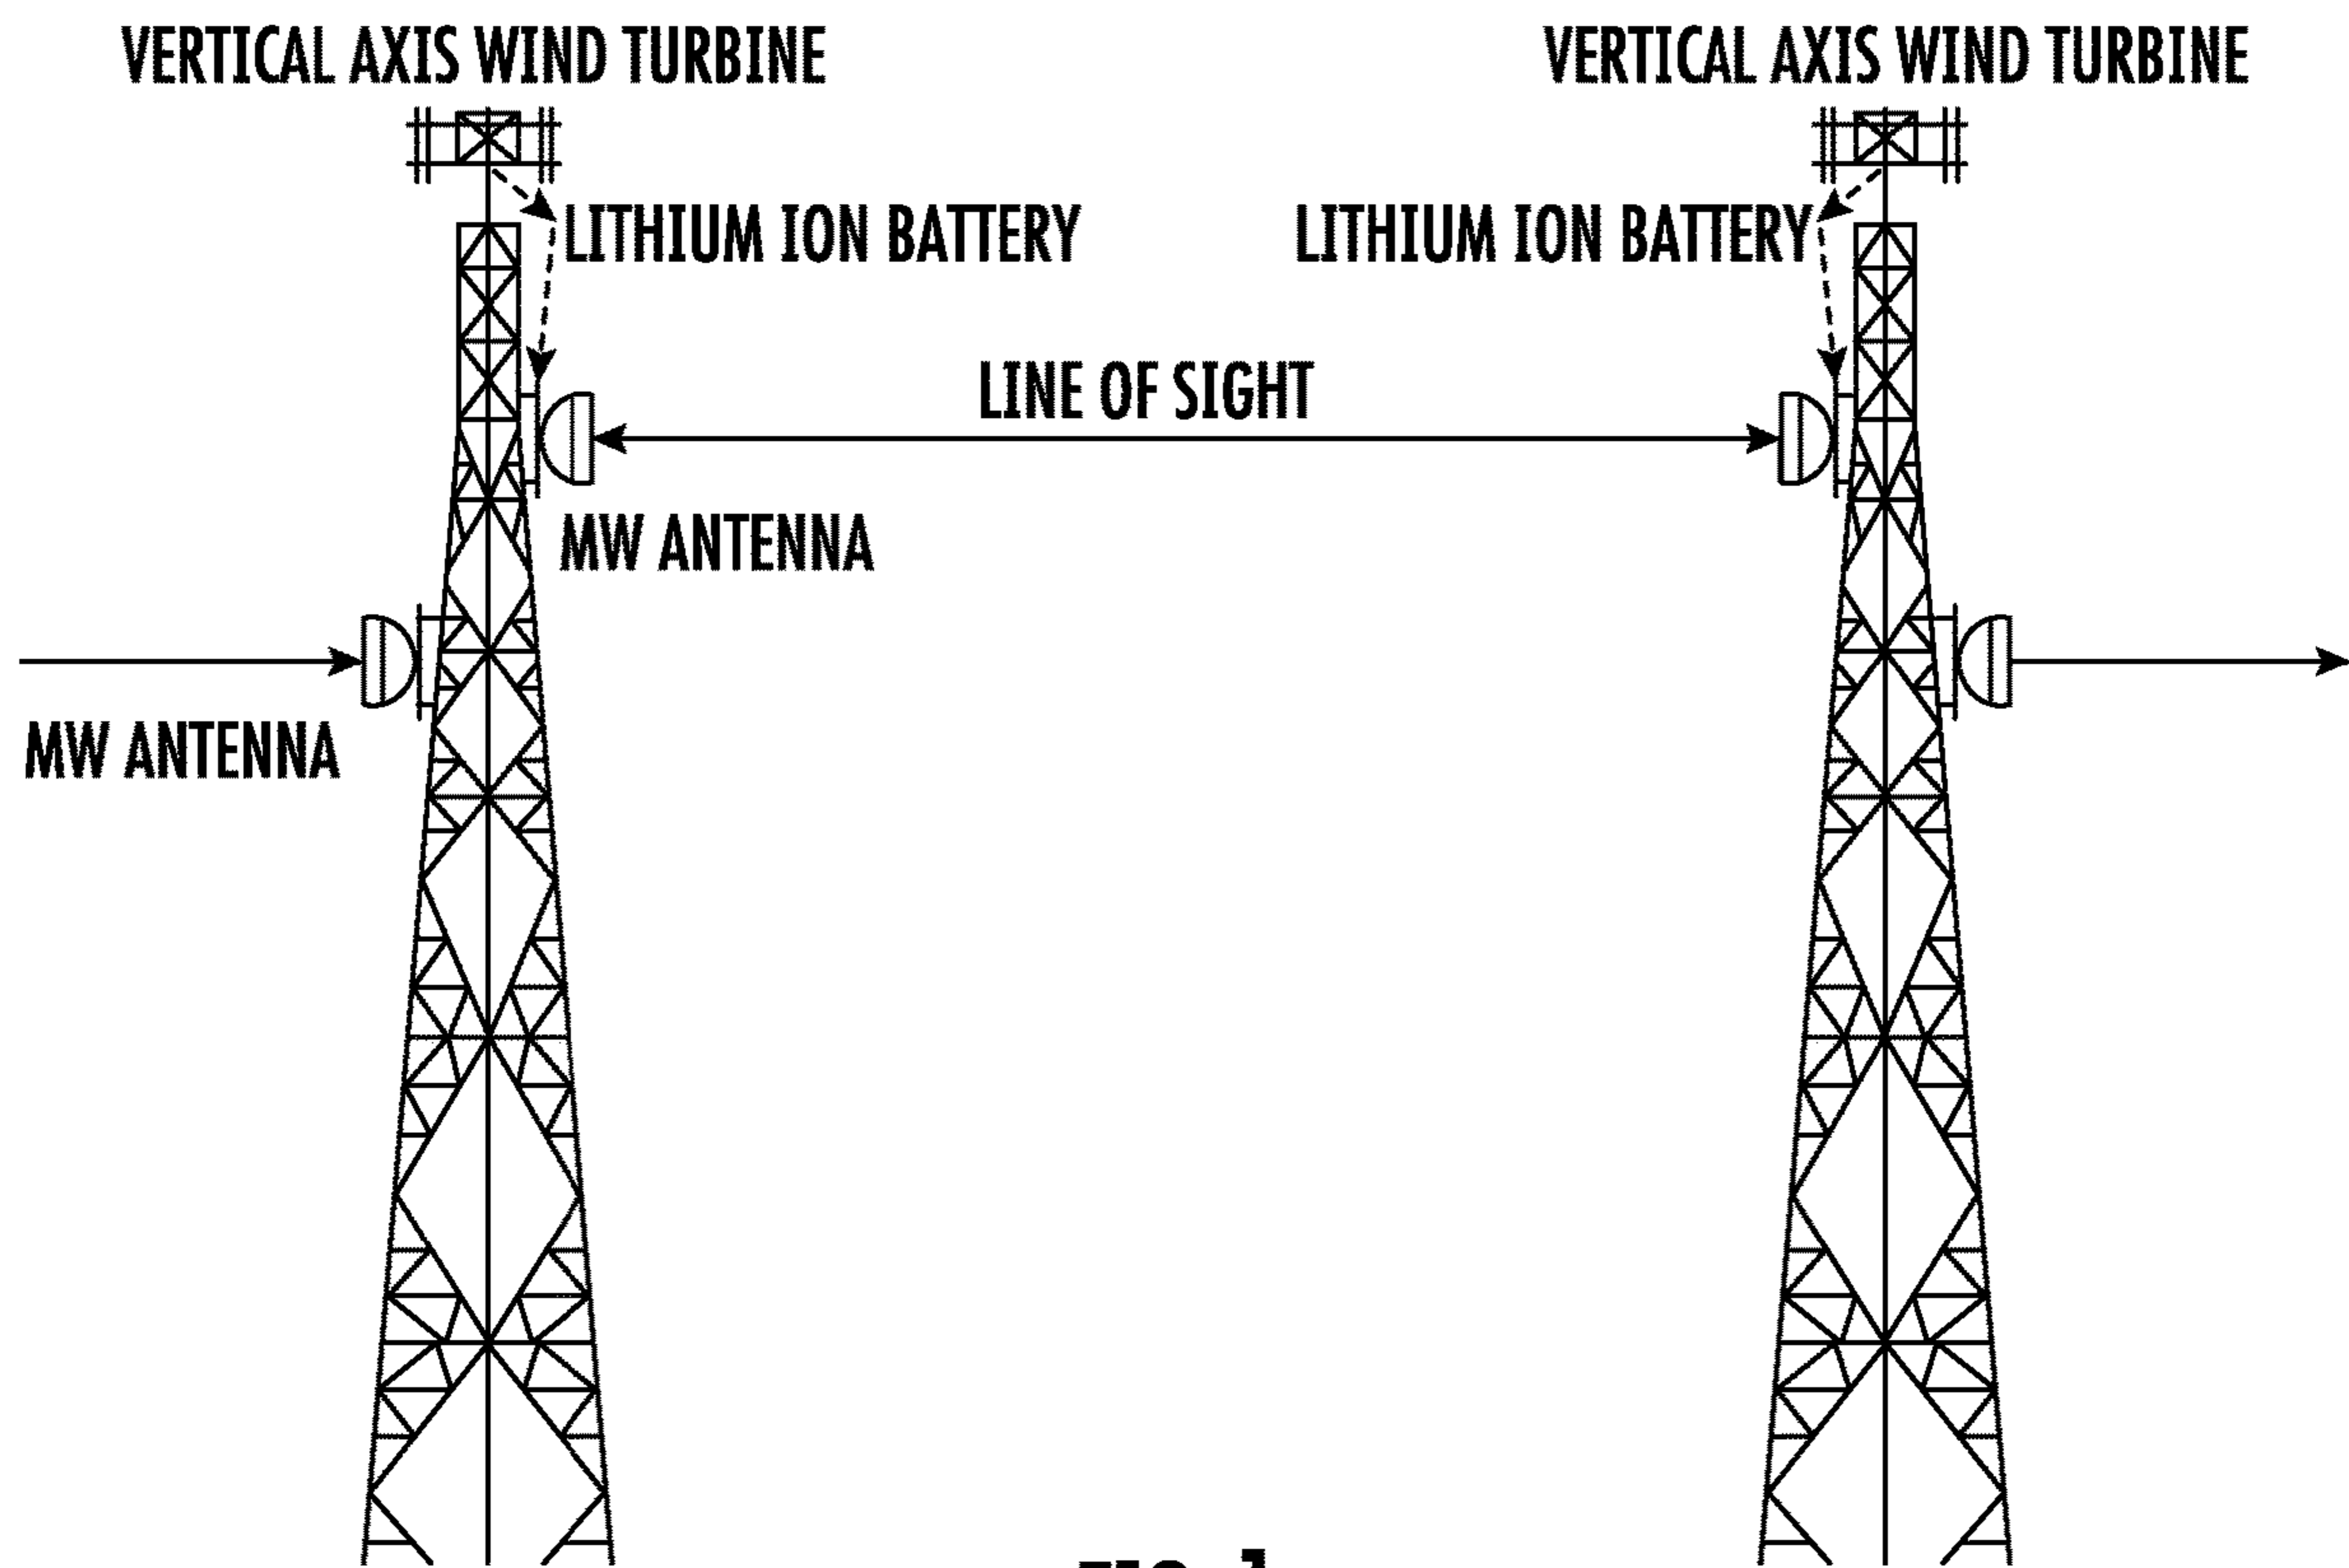 VERTICAL AXIS WIND TURBINE
VERTICAL AXIS WIND TURBINE
LITHIUM ION BATTERY
LITHIUM ION BATTERY
LINE OF SIGHT
MW ANTENNA
MW ANTENNA